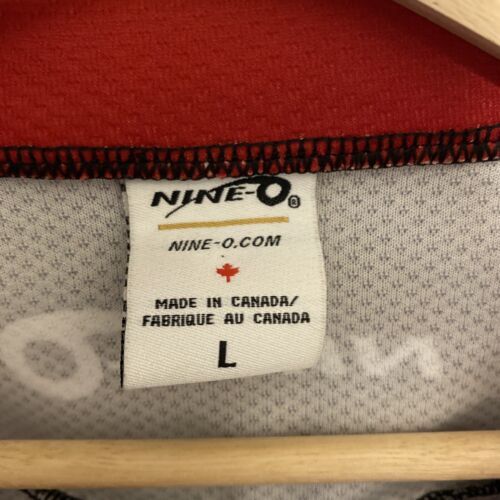 NINE-O®
NINE-O.COM
MADE IN CANADA/
FABRIQUE AU CANADA
L